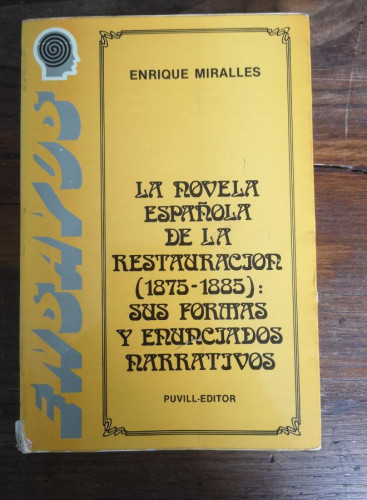 ENRIQUE MIRALLES
LA NOVELA
ESPAÑOLA
DE LA
RESTAURACION
(1875-1885):
SUS FORMAS
Y ENUNCIADOS
NARRATIVOS
PUVILL-EDITOR
ENSAYOS